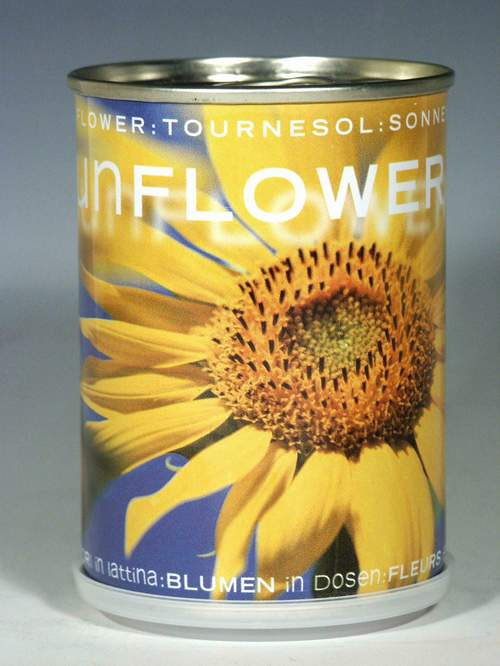 FLOWER:TOURNESOL:SONNE
unFLOWER
in lattina:BLUMEN in Dosen:FLEURS